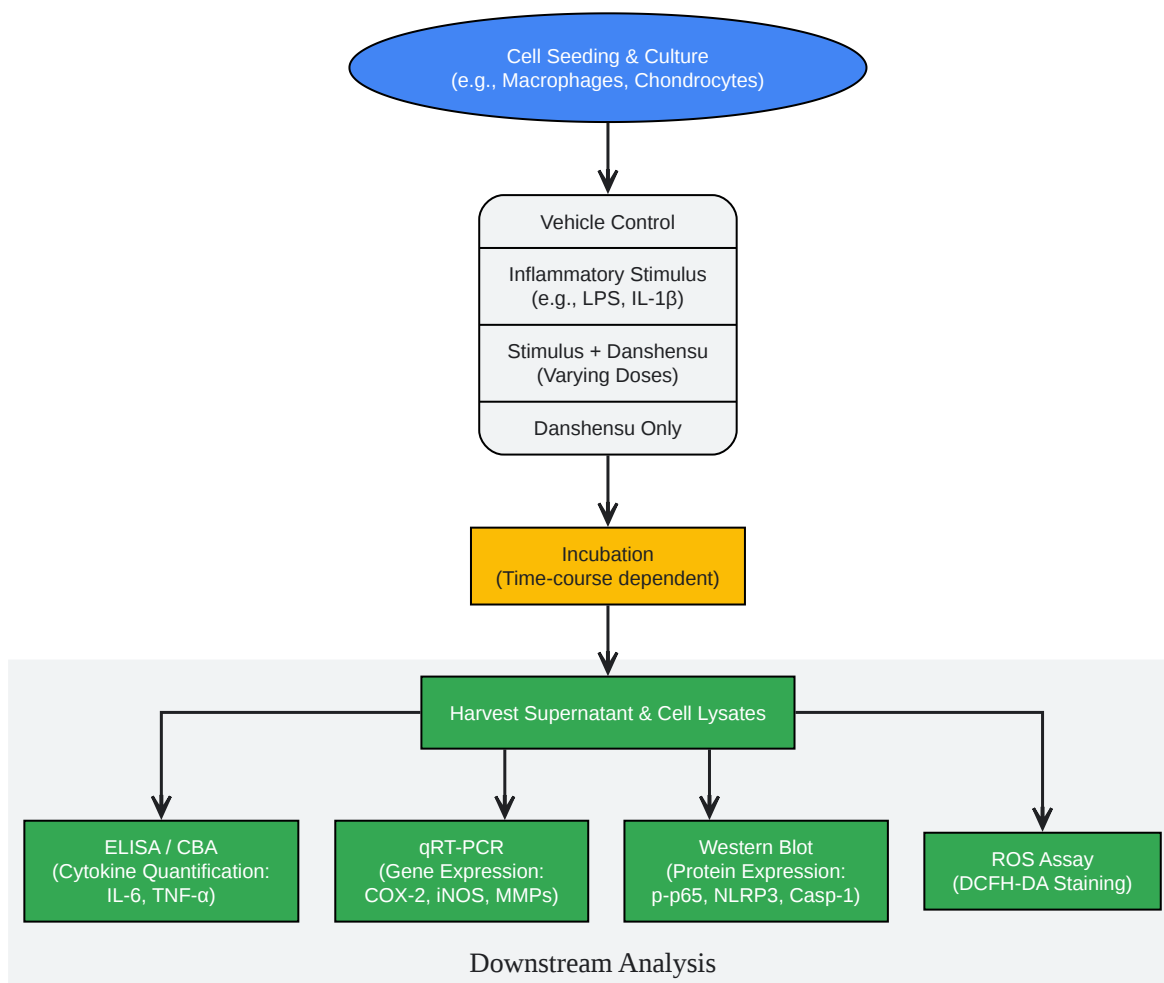 Cell Seeding & Culture
(e.g., Macrophages, Chondrocytes)
Vehicle Control
Inflammatory Stimulus
(e.g., LPS, IL-1β)
Stimulus + Danshensu
(Varying Doses)
Danshensu Only
Incubation
(Time-course dependent)
Harvest Supernatant & Cell Lysates
ELISA / CBA
(Cytokine Quantification:
IL-6, TNF-α)
qRT-PCR
(Gene Expression:
COX-2, iNOS, MMPs)
Western Blot
(Protein Expression:
p-p65, NLRP3, Casp-1)
ROS Assay
(DCFH-DA Staining)
Downstream Analysis